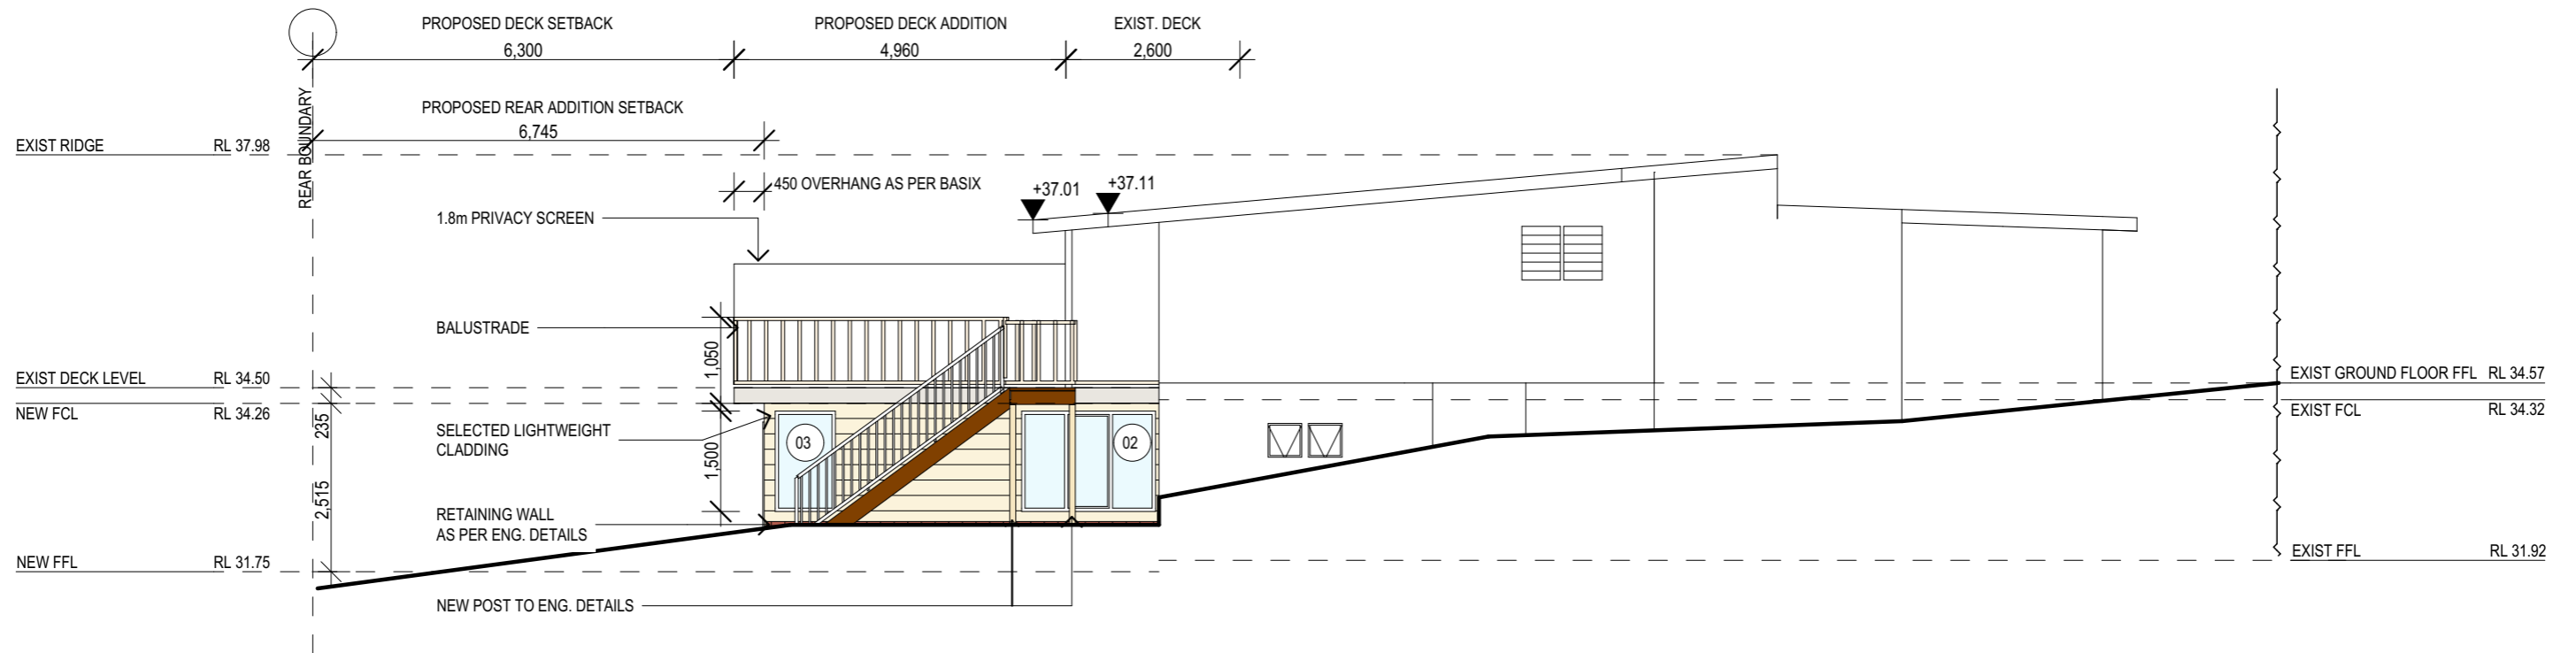 PROPOSED DECK SETBACK
6,300
PROPOSED DECK ADDITION
4,960
EXIST. DECK
2,600
REAR BOUNDARY
PROPOSED REAR ADDITION SETBACK
6,745
EXIST RIDGE RL 37.98
450 OVERHANG AS PER BASIX
+37.01
+37.11
1.8m PRIVACY SCREEN
BALUSTRADE
1,050
EXIST DECK LEVEL RL 34.50
NEW FCL RL 34.26
235
EXIST GROUND FLOOR FFL RL 34.57
EXIST FCL RL 34.32
SELECTED LIGHTWEIGHT
CLADDING
1,500
03
02
2,515
RETAINING WALL
AS PER ENG. DETAILS
NEW FFL RL 31.75
EXIST FFL RL 31.92
NEW POST TO ENG. DETAILS